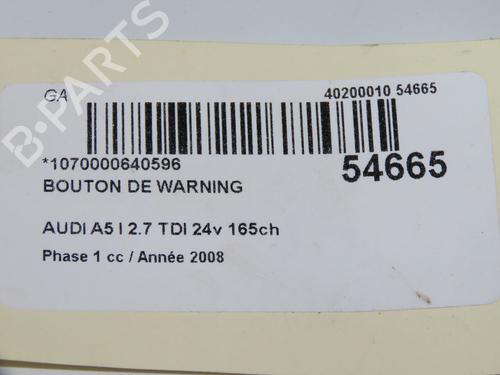 B-PARTS
GA
40200010 54665
*1070000640596
54665
BOUTON DE WARNING
AUDI A5 I 2.7 TDI 24v 165ch
Phase 1 cc / Année 2008